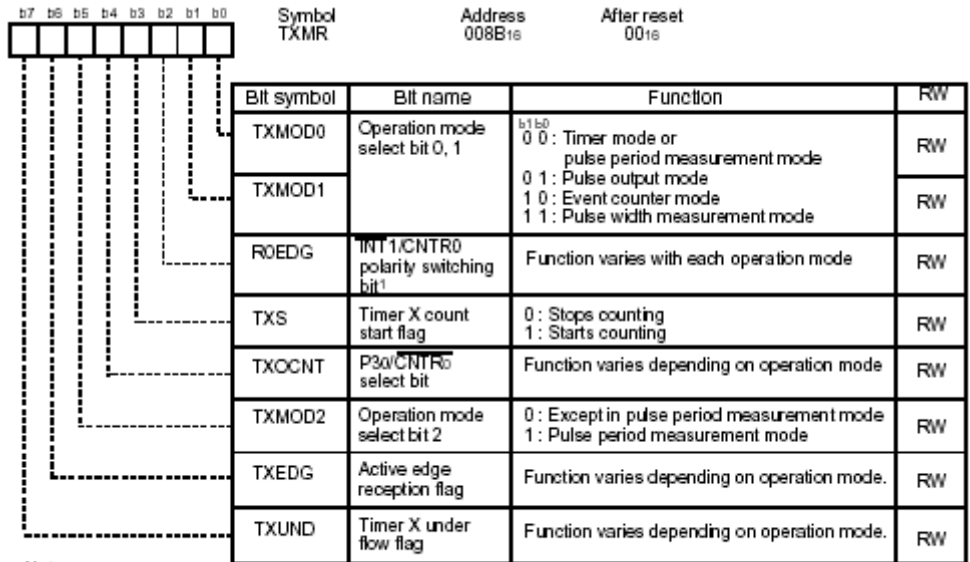 b7 b6 b5 b4 b3 b2 b1 b0
Symbol Address After reset
TXMR 008B16 0016
Bit symbol Bit name Function RW
TXMOD0 Operation mode select bit 0, 1 b1 b0
0 0 : Timer mode or
pulse period measurement mode
0 1 : Pulse output mode
1 0 : Event counter mode
1 1 : Pulse width measurement mode
RW
TXMOD1 RW
R0EDG INT1/CNTR0
polarity switching
bit1
Function varies with each operation mode RW
TXS Timer X count
start flag
0 : Stops counting
1 : Starts counting
RW
TXOCNT P30/CNTR0
select bit
Function varies depending on operation mode RW
TXMOD2 Operation mode
select bit 2
0 : Except in pulse period measurement mode
1 : Pulse period measurement mode
RW
TXEDG Active edge
reception flag
Function varies depending on operation mode. RW
TXUND Timer X under
flow flag
Function varies depending on operation mode. RW